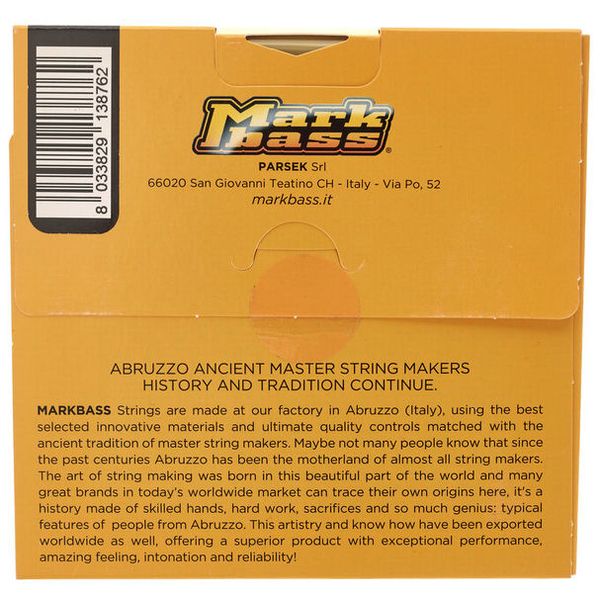 8 033829 138762
Mark
bass®
PARSEK Srl
66020 San Giovanni Teatino CH - Italy - Via Po, 52
markbass.it
ABRUZZO ANCIENT MASTER STRING MAKERS
HISTORY AND TRADITION CONTINUE.
MARKBASS Strings are made at our factory in Abruzzo (Italy), using the best
selected innovative materials and ultimate quality controls matched with the
ancient tradition of master string makers. Maybe not many people know that since
the past centuries Abruzzo has been the motherland of almost all string makers.
The art of string making was born in this beautiful part of the world and many
great brands in today's worldwide market can trace their own origins here, it's a
history made of skilled hands, hard work, sacrifices and so much genius: typical
features of people from Abruzzo. This artistry and know how have been exported
worldwide as well, offering a superior product with exceptional performance,
amazing feeling, intonation and reliability!